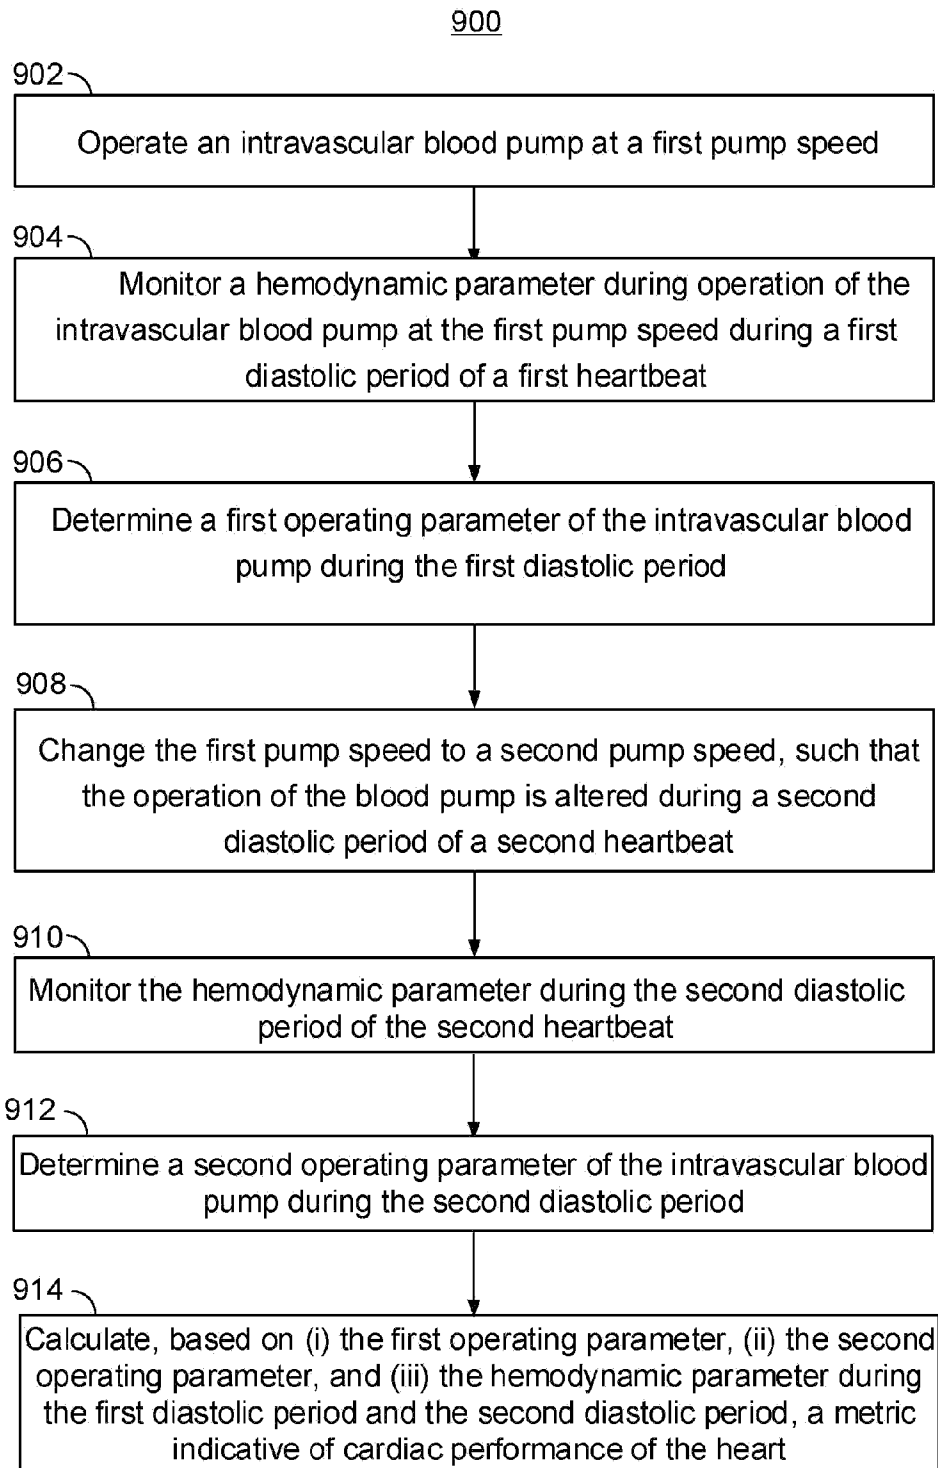 900
902
Operate an intravascular blood pump at a first pump speed
904
Monitor a hemodynamic parameter during operation of the
intravascular blood pump at the first pump speed during a first
diastolic period of a first heartbeat
906
Determine a first operating parameter of the intravascular blood
pump during the first diastolic period
908
Change the first pump speed to a second pump speed, such that
the operation of the blood pump is altered during a second
diastolic period of a second heartbeat
910
Monitor the hemodynamic parameter during the second diastolic
period of the second heartbeat
912
Determine a second operating parameter of the intravascular blood
pump during the second diastolic period
914
Calculate, based on (i) the first operating parameter, (ii) the second
operating parameter, and (iii) the hemodynamic parameter during
the first diastolic period and the second diastolic period, a metric
indicative of cardiac performance of the heart